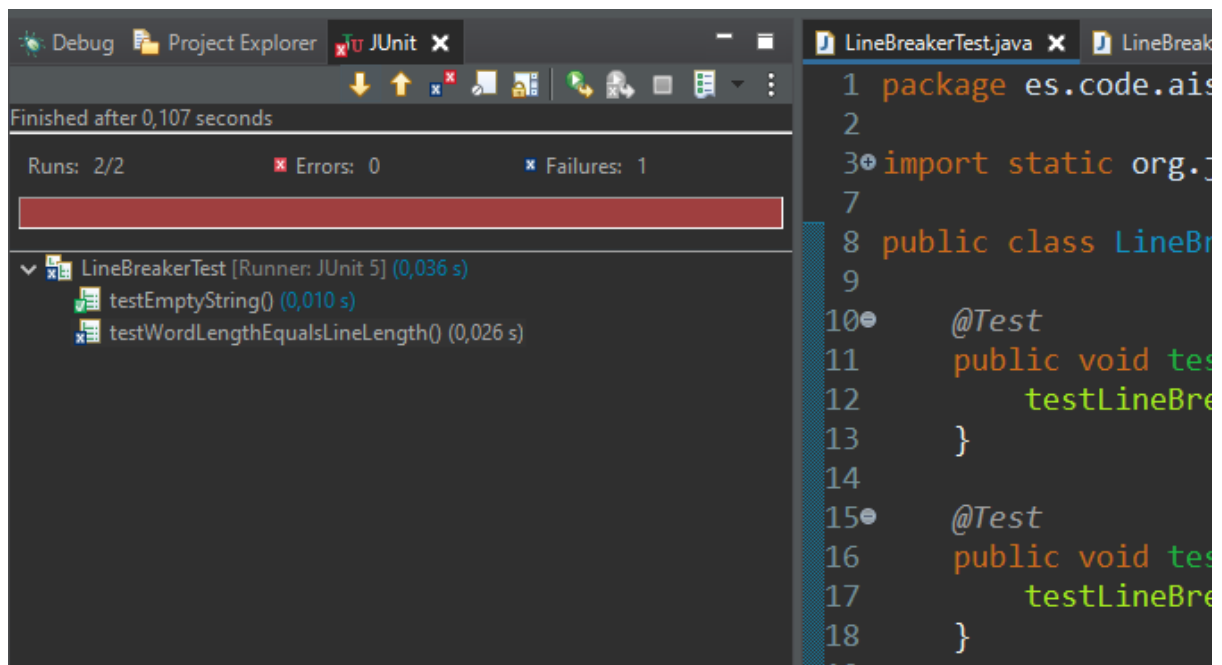 Debug Project Explorer JUnit
Finished after 0,107 seconds
Runs: 2/2 Errors: 0 Failures: 1
LineBreakerTest [Runner: JUnit 5] (0,036 s)
testEmptyString() (0,010 s)
testWordLengthEqualsLineLength() (0,026 s)
LineBreakerTest.java LineBreak
1 package es.code.ais
2
3 import static org.j
7
8 public class LineBr
9
10 @Test
11 public void tes
12 testLineBre
13 }
14
15 @Test
16 public void tes
17 testLineBre
18 }